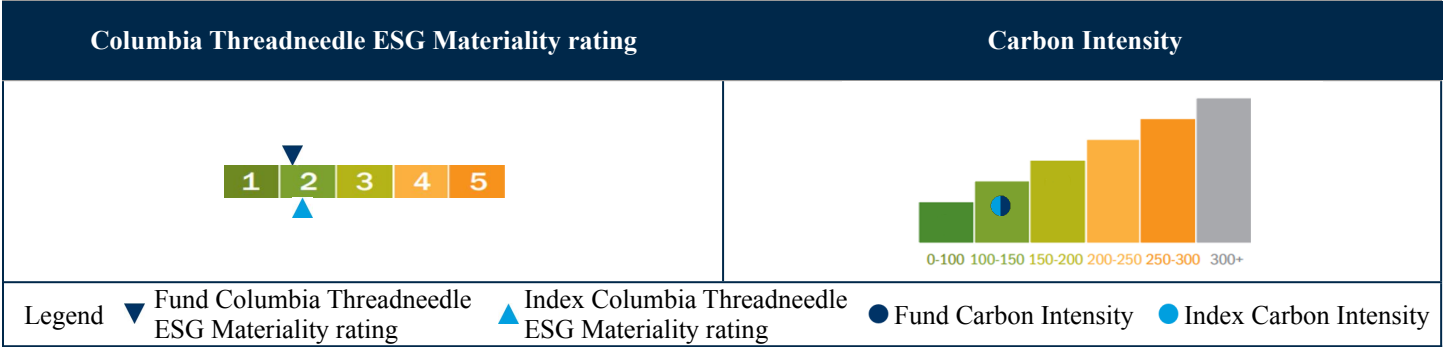 Columbia Threadneedle ESG Materiality rating
Carbon Intensity
1 2 3 4 5
0-100 100-150 150-200 200-250 250-300 300+
Legend
Fund Columbia Threadneedle
ESG Materiality rating
Index Columbia Threadneedle
ESG Materiality rating
Fund Carbon Intensity
Index Carbon Intensity